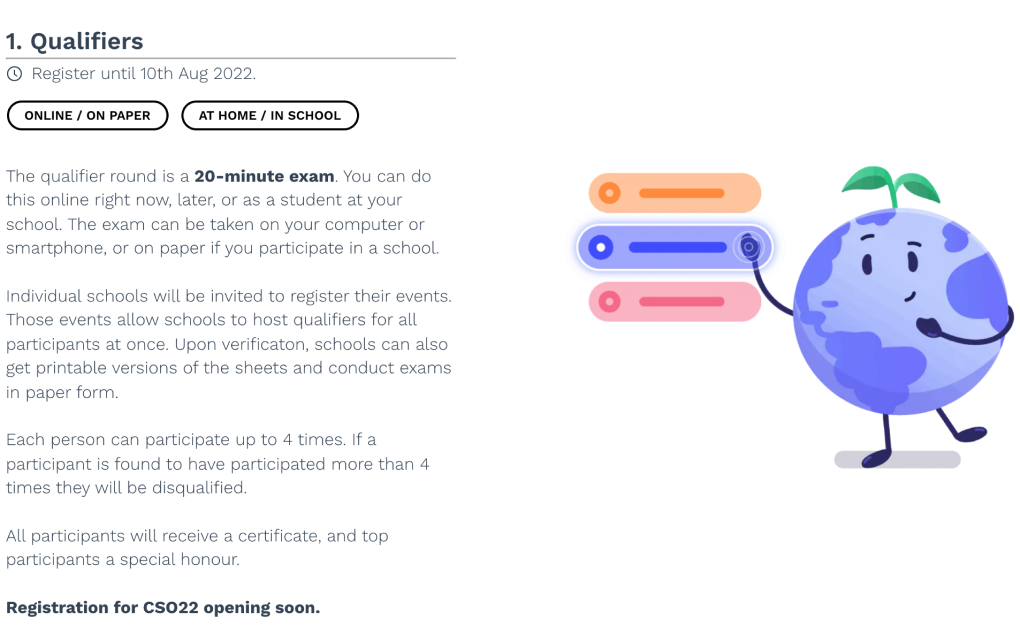 1. Qualifiers
Register until 10th Aug 2022.
ONLINE / ON PAPER
AT HOME / IN SCHOOL
The qualifier round is a 20-minute exam. You can do
this online right now, later, or as a student at your
school. The exam can be taken on your computer or
smartphone, or on paper if you participate in a school.
Individual schools will be invited to register their events.
Those events allow schools to host qualifiers for all
participants at once. Upon verificaton, schools can also
get printable versions of the sheets and conduct exams
in paper form.
Each person can participate up to 4 times. If a
participant is found to have participated more than 4
times they will be disqualified.
All participants will receive a certificate, and top
participants a special honour.
Registration for CSO22 opening soon.